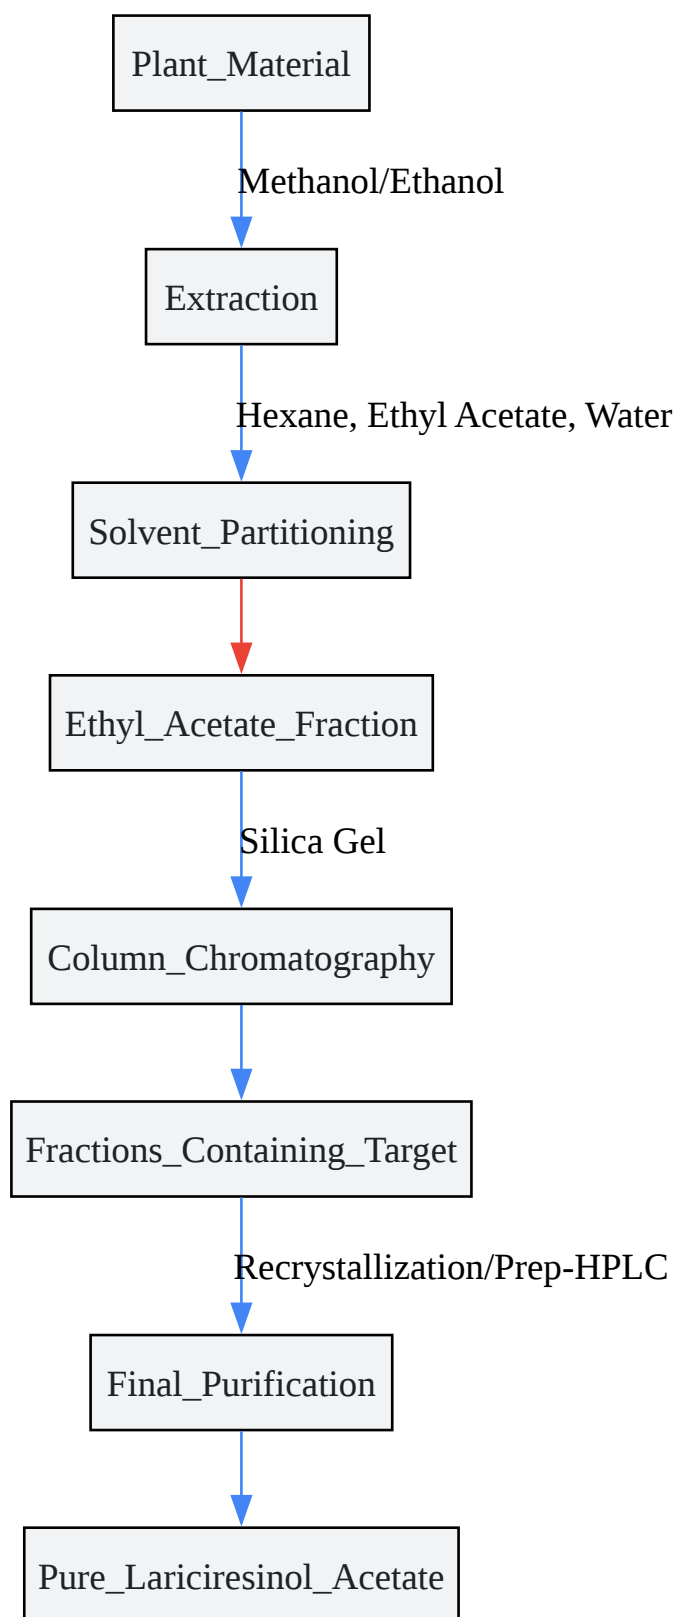 Plant_Material
Methanol/Ethanol
Extraction
Hexane, Ethyl Acetate, Water
Solvent_Partitioning
Ethyl_Acetate_Fraction
Silica Gel
Column_Chromatography
Fractions_Containing_Target
Recrystallization/Prep-HPLC
Final_Purification
Pure_Lariciresinol_Acetate